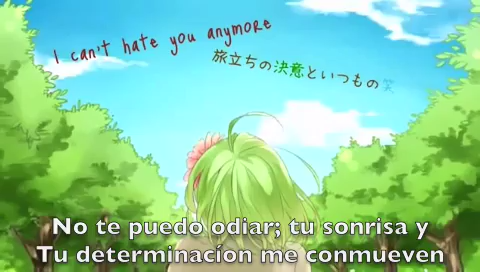 I can't hate you anymore
旅立ちの決意といつもの笑
No te puedo odiar; tu sonrisa y
Tu determinacíon me conmueven